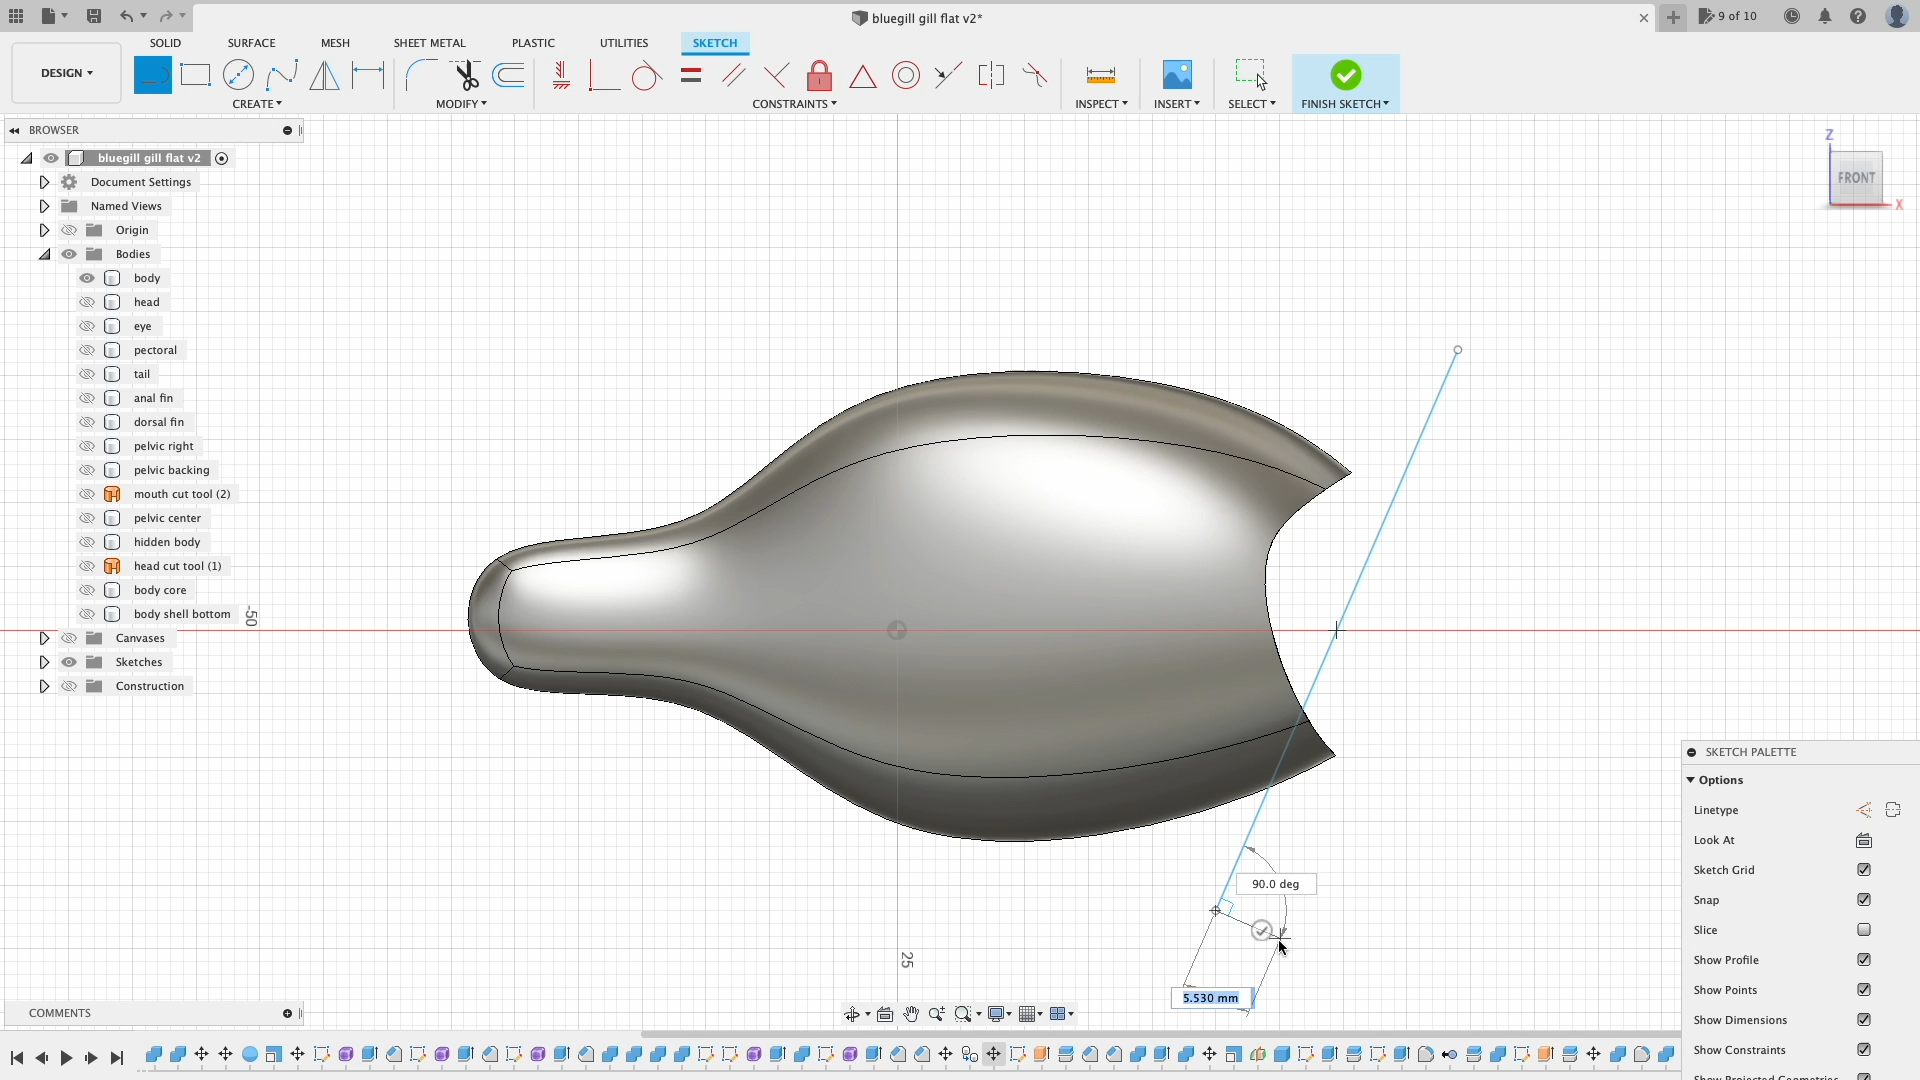 bluegill gill flat v2*
9 of 10
DESIGN
SOLID
SURFACE
MESH
SHEET METAL
PLASTIC
UTILITIES
SKETCH
CREATE
MODIFY
CONSTRAINTS
INSPECT
INSERT
SELECT
FINISH SKETCH
BROWSER
bluegill gill flat v2
Document Settings
Named Views
Origin
Bodies
body
head
eye
pectoral
tail
anal fin
dorsal fin
pelvic right
pelvic backing
mouth cut tool (2)
pelvic center
hidden body
head cut tool (1)
body core
body shell bottom
Canvases
Sketches
Construction
-50
25
Z
FRONT
X
90.0 deg
5.530 mm
SKETCH PALETTE
Options
Linetype
Look At
Sketch Grid
Snap
Slice
Show Profile
Show Points
Show Dimensions
Show Constraints
Show Projected Geometries
COMMENTS